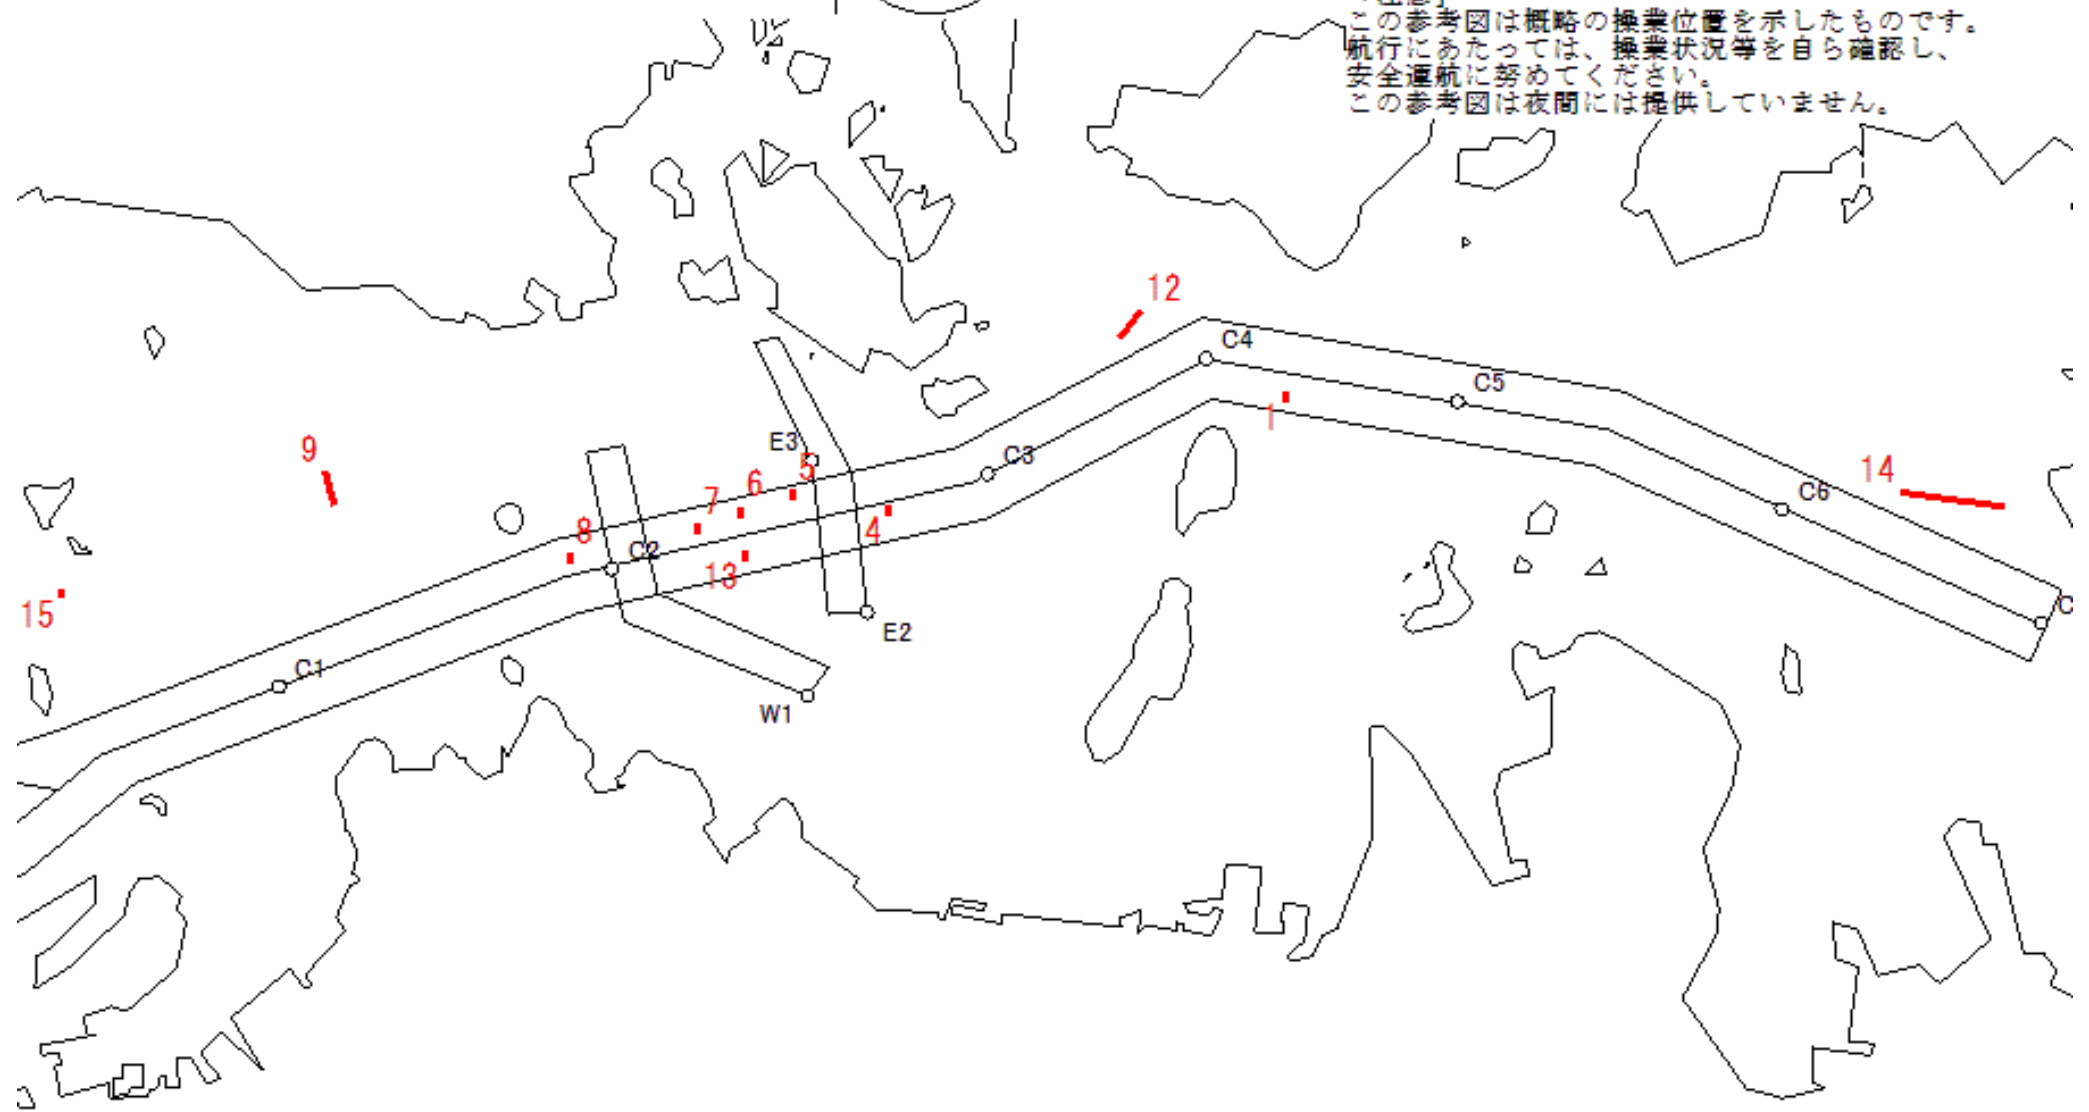 この参考図は概略の操業位置を示したものです。
航行にあたっては、操業状況等を自ら確認し、
安全運航に努めてください。
この参考図は夜間には提供していません。
12
C4
C5
1
9
E3
5
C3
14
6
7
C6
8
4
C2
13
15
E2
C1
W1